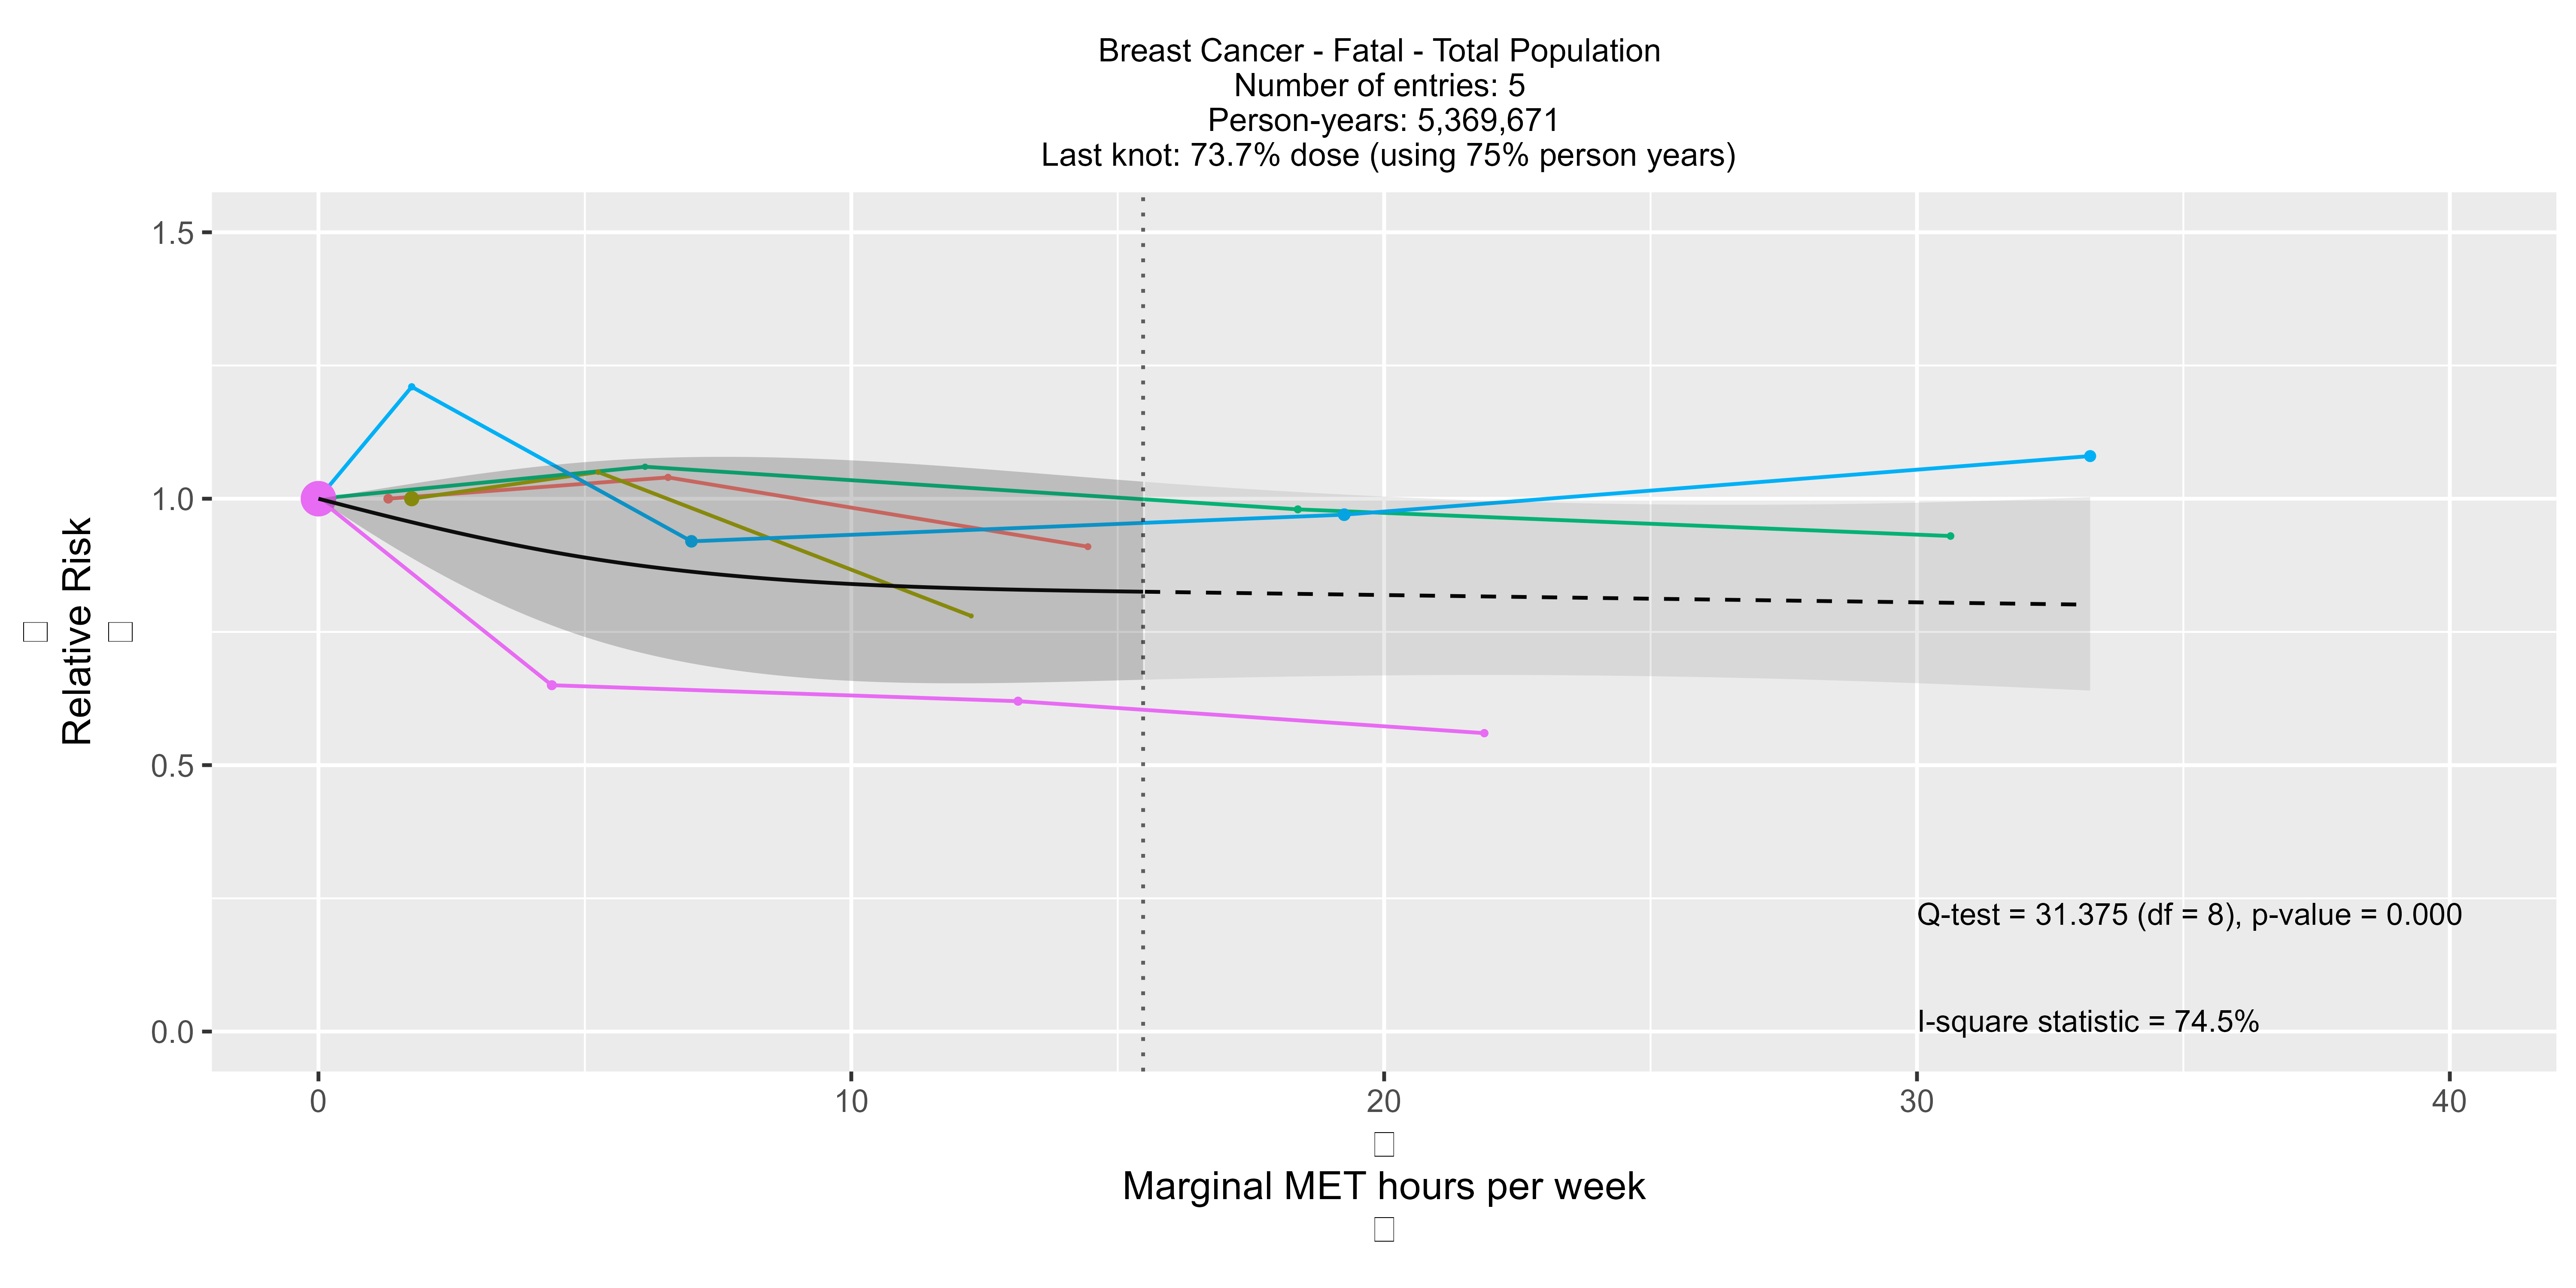 Breast Cancer - Fatal - Total Population
Number of entries: 5
Person-years: 5,369,671
Last knot: 73.7% dose (using 75% person years)
1.5
1.0
0.5
0.0
Relative Risk
Q-test = 31.375 (df = 8), p-value = 0.000
I-square statistic = 74.5%
0 10 20 30 40
Marginal MET hours per week